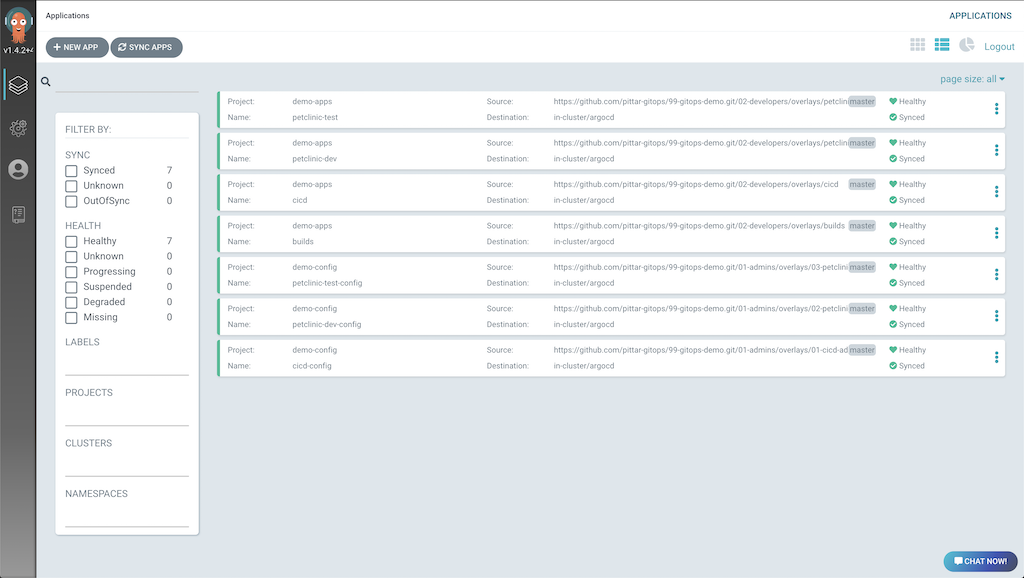 Applications
APPLICATIONS
v1.4.2+
NEW APP
SYNC APPS
Logout
page size: all
FILTER BY:
SYNC
Synced 7
Unknown 0
OutOfSync 0
HEALTH
Healthy 7
Unknown 0
Progressing 0
Suspended 0
Degraded 0
Missing 0
LABELS
PROJECTS
CLUSTERS
NAMESPACES
Project: demo-apps Source: https://github.com/pittar-gitops/99-gitops-demo.git/02-developers/overlays/petclini master Healthy
Name: petclinic-test Destination: in-cluster/argocd Synced
Project: demo-apps Source: https://github.com/pittar-gitops/99-gitops-demo.git/02-developers/overlays/petclini master Healthy
Name: petclinic-dev Destination: in-cluster/argocd Synced
Project: demo-apps Source: https://github.com/pittar-gitops/99-gitops-demo.git/02-developers/overlays/cicd master Healthy
Name: cicd Destination: in-cluster/argocd Synced
Project: demo-apps Source: https://github.com/pittar-gitops/99-gitops-demo.git/02-developers/overlays/builds master Healthy
Name: builds Destination: in-cluster/argocd Synced
Project: demo-config Source: https://github.com/pittar-gitops/99-gitops-demo.git/01-admins/overlays/03-petclini master Healthy
Name: petclinic-test-config Destination: in-cluster/argocd Synced
Project: demo-config Source: https://github.com/pittar-gitops/99-gitops-demo.git/01-admins/overlays/02-petclini master Healthy
Name: petclinic-dev-config Destination: in-cluster/argocd Synced
Project: demo-config Source: https://github.com/pittar-gitops/99-gitops-demo.git/01-admins/overlays/01-cicd-ad master Healthy
Name: cicd-config Destination: in-cluster/argocd Synced
CHAT NOW!